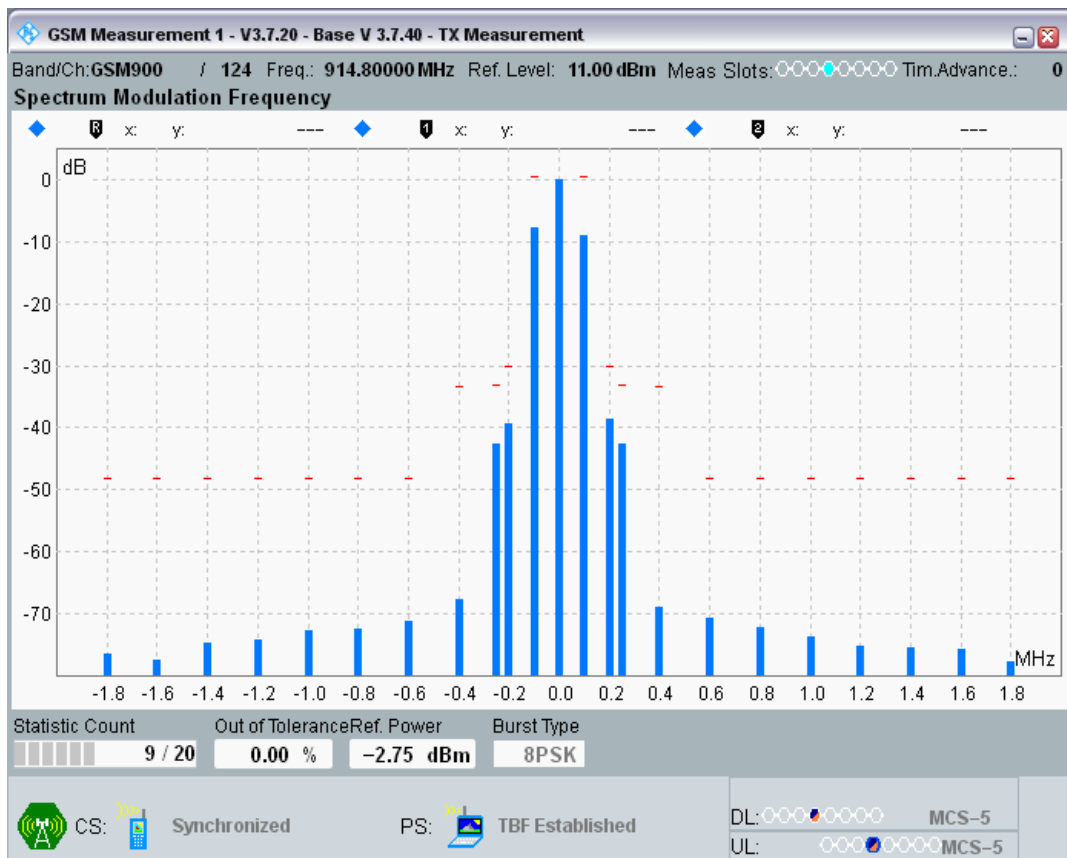 GSM Measurement 1 - V3.7.20 - Base V 3.7.40 - TX Measurement
Band/Ch:GSM900 / 124 Freq.: 914.80000 MHz Ref. Level: 11.00 dBm Meas Slots: Tim.Advance.: 0
Spectrum Modulation Frequency
R x: y: --- 1 x: y: --- 2 x: y: ---
dB
0
-10
-20
-30
-40
-50
-60
-70
MHz
-1.8 -1.6 -1.4 -1.2 -1.0 -0.8 -0.6 -0.4 -0.2 0.0 0.2 0.4 0.6 0.8 1.0 1.2 1.4 1.6 1.8
Statistic Count Out of Tolerance Ref. Power Burst Type
9 / 20 0.00 % −2.75 dBm 8PSK
CS: Synchronized PS: TBF Established DL: MCS−5
UL: MCS−5